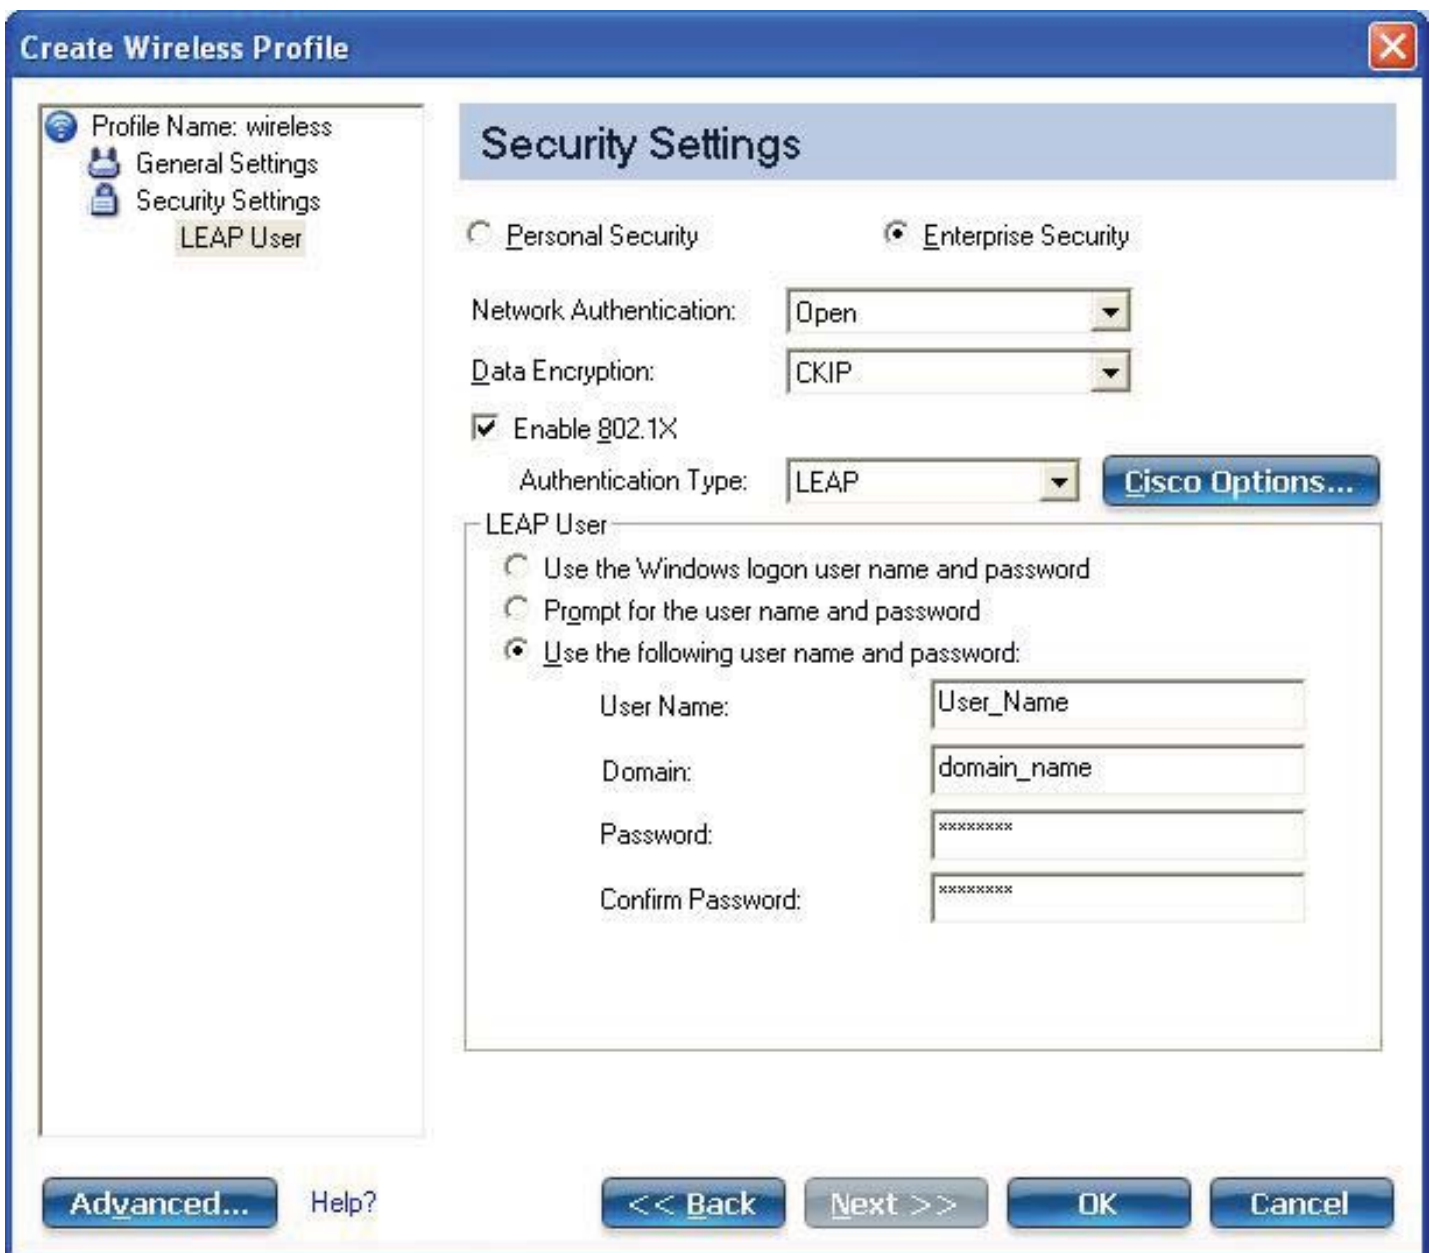 Create Wireless Profile
Profile Name: wireless
General Settings
Security Settings
LEAP User
Security Settings
Personal Security
Enterprise Security
Network Authentication:
Open
Data Encryption:
CKIP
Enable 802.1X
Authentication Type:
LEAP
Cisco Options...
LEAP User
Use the Windows logon user name and password
Prompt for the user name and password
Use the following user name and password:
User Name:
User_Name
Domain:
domain_name
Password:
********
Confirm Password:
********
Advanced...
Help?
<< Back
Next >>
OK
Cancel